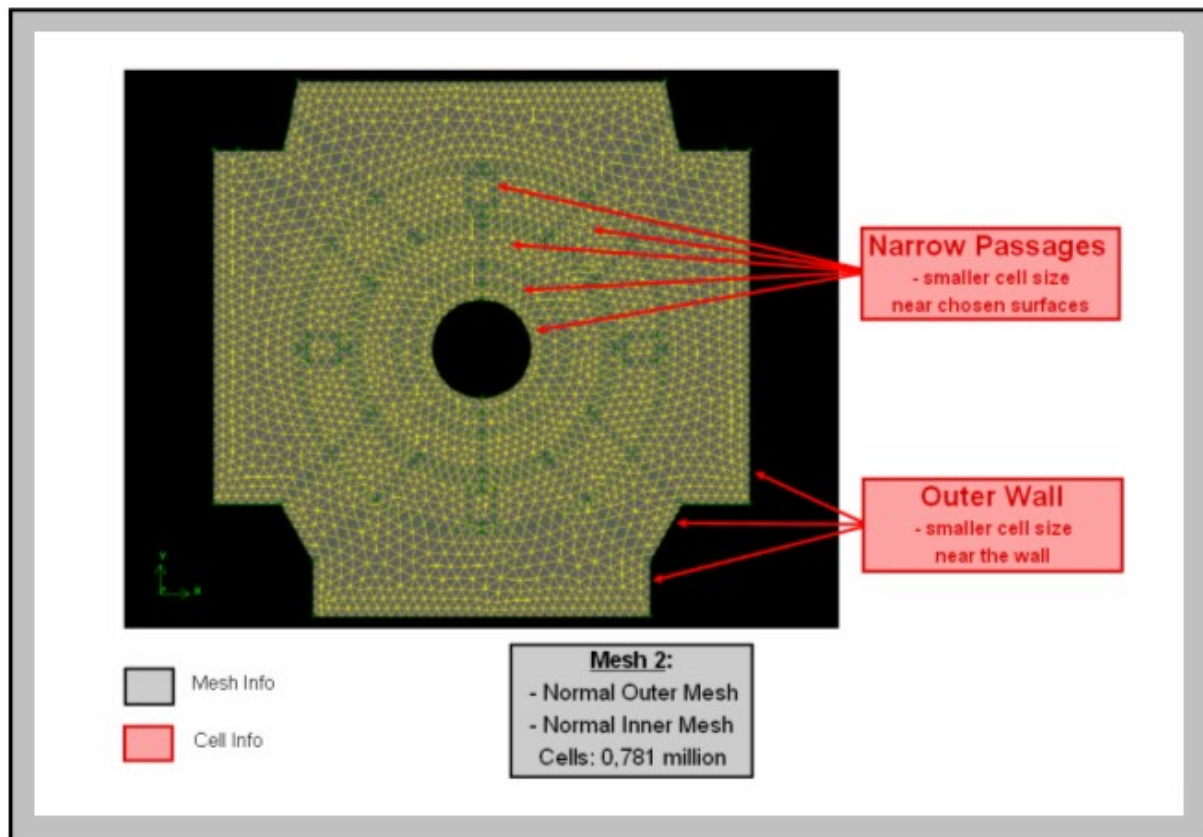 Narrow Passages
- smaller cell size
near chosen surfaces
Outer Wall
- smaller cell size
near the wall
Y
Z
X
Mesh Info
Cell Info
Mesh 2:
- Normal Outer Mesh
- Normal Inner Mesh
Cells: 0,781 million